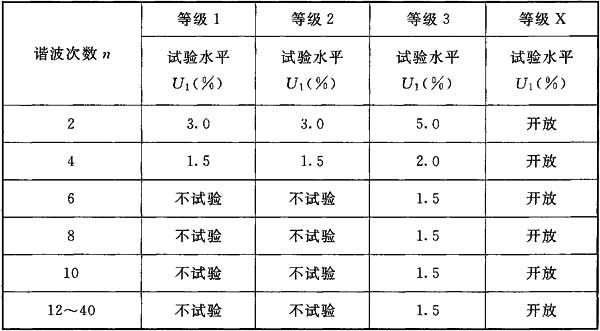 谐波次数 n 等级 1 等级 2 等级 3 等级 X
试验水平 试验水平 试验水平 试验水平
U1(%) U1(%) U1(%) U1(%)
2 3.0 3.0 5.0 开放
4 1.5 1.5 2.0 开放
6 不试验 不试验 1.5 开放
8 不试验 不试验 1.5 开放
10 不试验 不试验 1.5 开放
12～40 不试验 不试验 1.5 开放